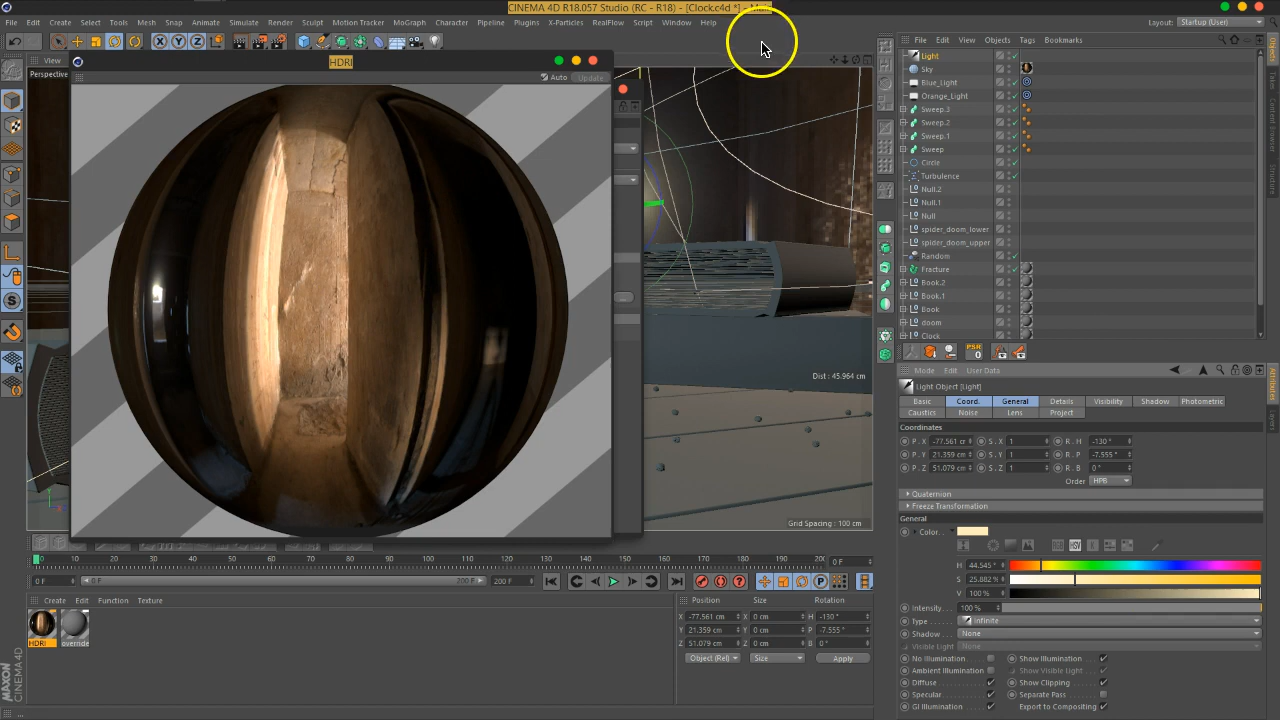 CINEMA 4D R18.057 Studio (RC - R18) - [Clock.c4d *] - Main
File Edit Create Select Tools Mesh Snap Animate Simulate Render Sculpt Motion Tracker MoGraph Character Pipeline Plugins X-Particles RealFlow Script Window Help
Layout: Startup (User)
View
Perspective
HDRI
Auto Update
Dist : 45.964 cm
Grid Spacing : 100 cm
File Edit View Objects Tags Bookmarks
Light
Sky
Blue_Light
Orange_Light
Sweep.3
Sweep.2
Sweep.1
Sweep
Circle
Turbulence
Null.2
Null.1
Null
spider_doom_lower
spider_doom_upper
Random
Fracture
Book.2
Book.1
Book
doom
Clock
Objects
Takes
Content Browser
Structure
PSR
0
Mode Edit User Data
Light Object [Light]
Basic Coord. General Details Visibility Shadow Photometric
Caustics Noise Lens Project
Attributes
Layers
Coordinates
P . X -77.561 cr S . X 1 R . H -130 °
P . Y 21.359 cm S . Y 1 R . P -7.555 °
P . Z 51.079 cm S . Z 1 R . B 0 °
Order HPB
Quaternion
Freeze Transformation
General
Color
H 44.545 °
S 25.882 %
V 100 %
Intensity 100 %
Type Infinite
Shadow None
Visible Light None
No Illumination Show Illumination
Ambient Illumination Show Visible Light
Diffuse Show Clipping
Specular Separate Pass
GI Illumination Export to Compositing
0 10 20 30 40 50 60 70 80 90 100 110 120 130 140 150 160 170 180 190 200 0 F
0 F 0 F 200 F 200 F
Create Edit Function Texture
HDRI override
Position Size Rotation
X -77.561 cm X 0 cm H -130 °
Y 21.359 cm Y 0 cm P -7.555 °
Z 51.079 cm Z 0 cm B 0 °
Object (Rel) Size Apply
MAXON
CINEMA 4D